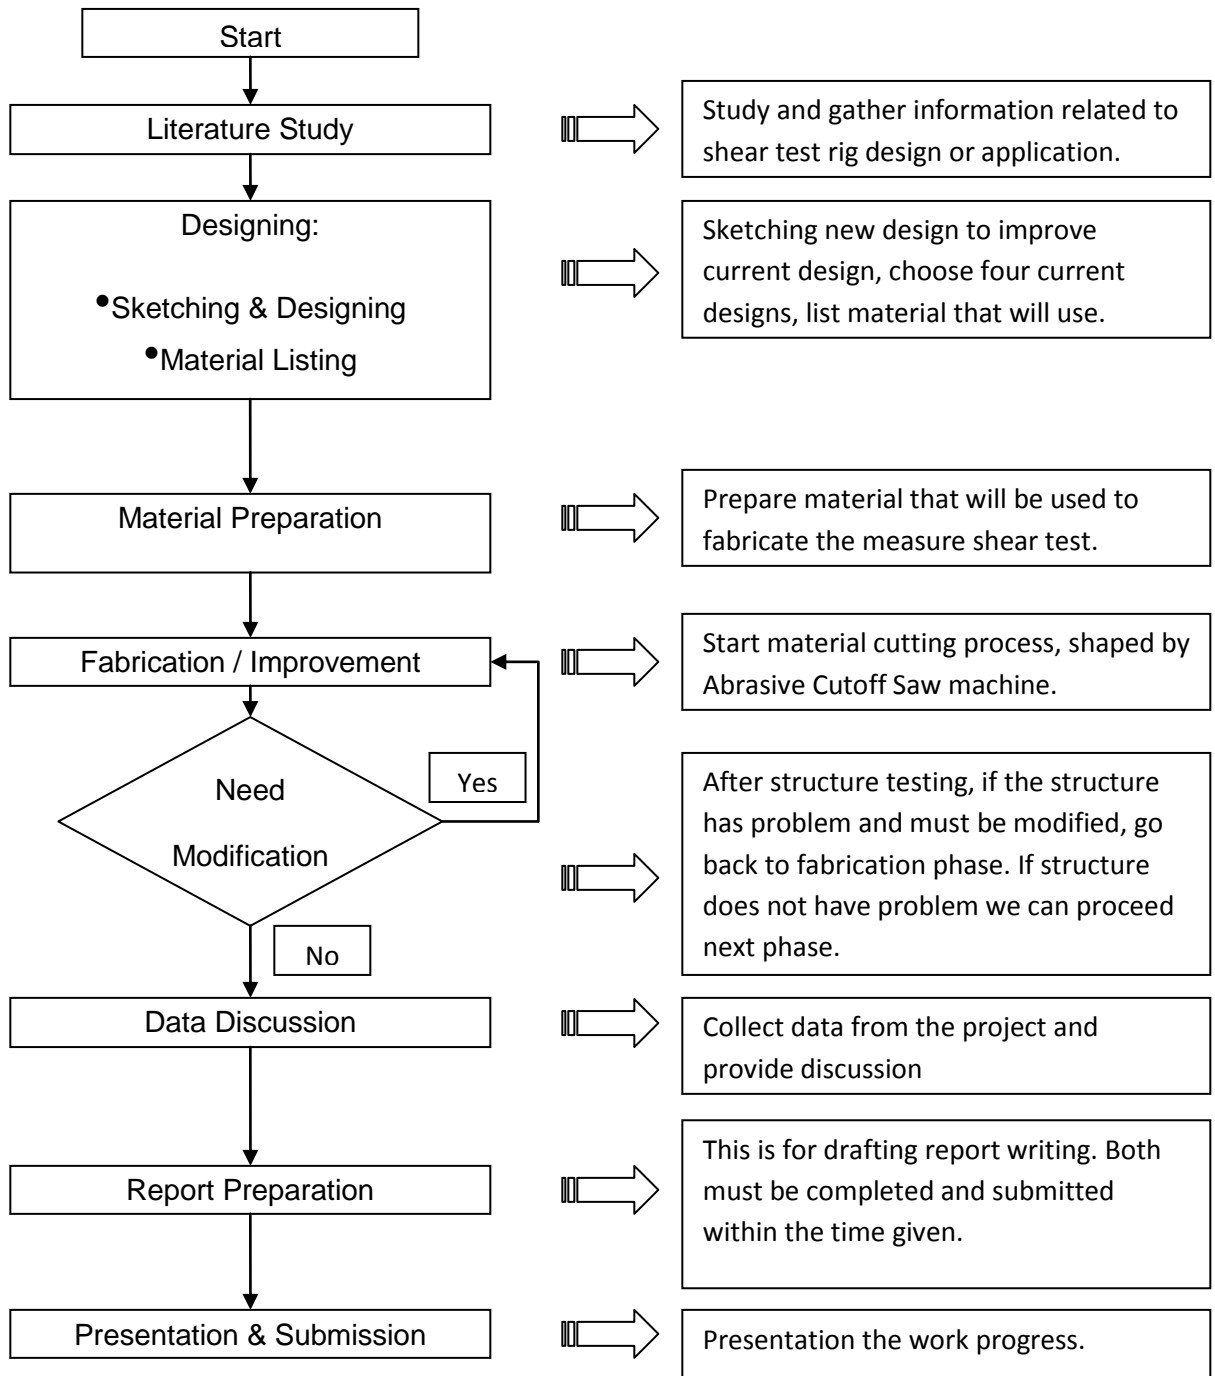 Start
Literature Study
Study and gather information related to
shear test rig design or application.
Designing:
•Sketching & Designing
•Material Listing
Sketching new design to improve
current design, choose four current
designs, list material that will use.
Material Preparation
Prepare material that will be used to
fabricate the measure shear test.
Fabrication / Improvement
Start material cutting process, shaped by
Abrasive Cutoff Saw machine.
Need
Modification
Yes
No
After structure testing, if the structure
has problem and must be modified, go
back to fabrication phase. If structure
does not have problem we can proceed
next phase.
Data Discussion
Collect data from the project and
provide discussion
Report Preparation
This is for drafting report writing. Both
must be completed and submitted
within the time given.
Presentation & Submission
Presentation the work progress.